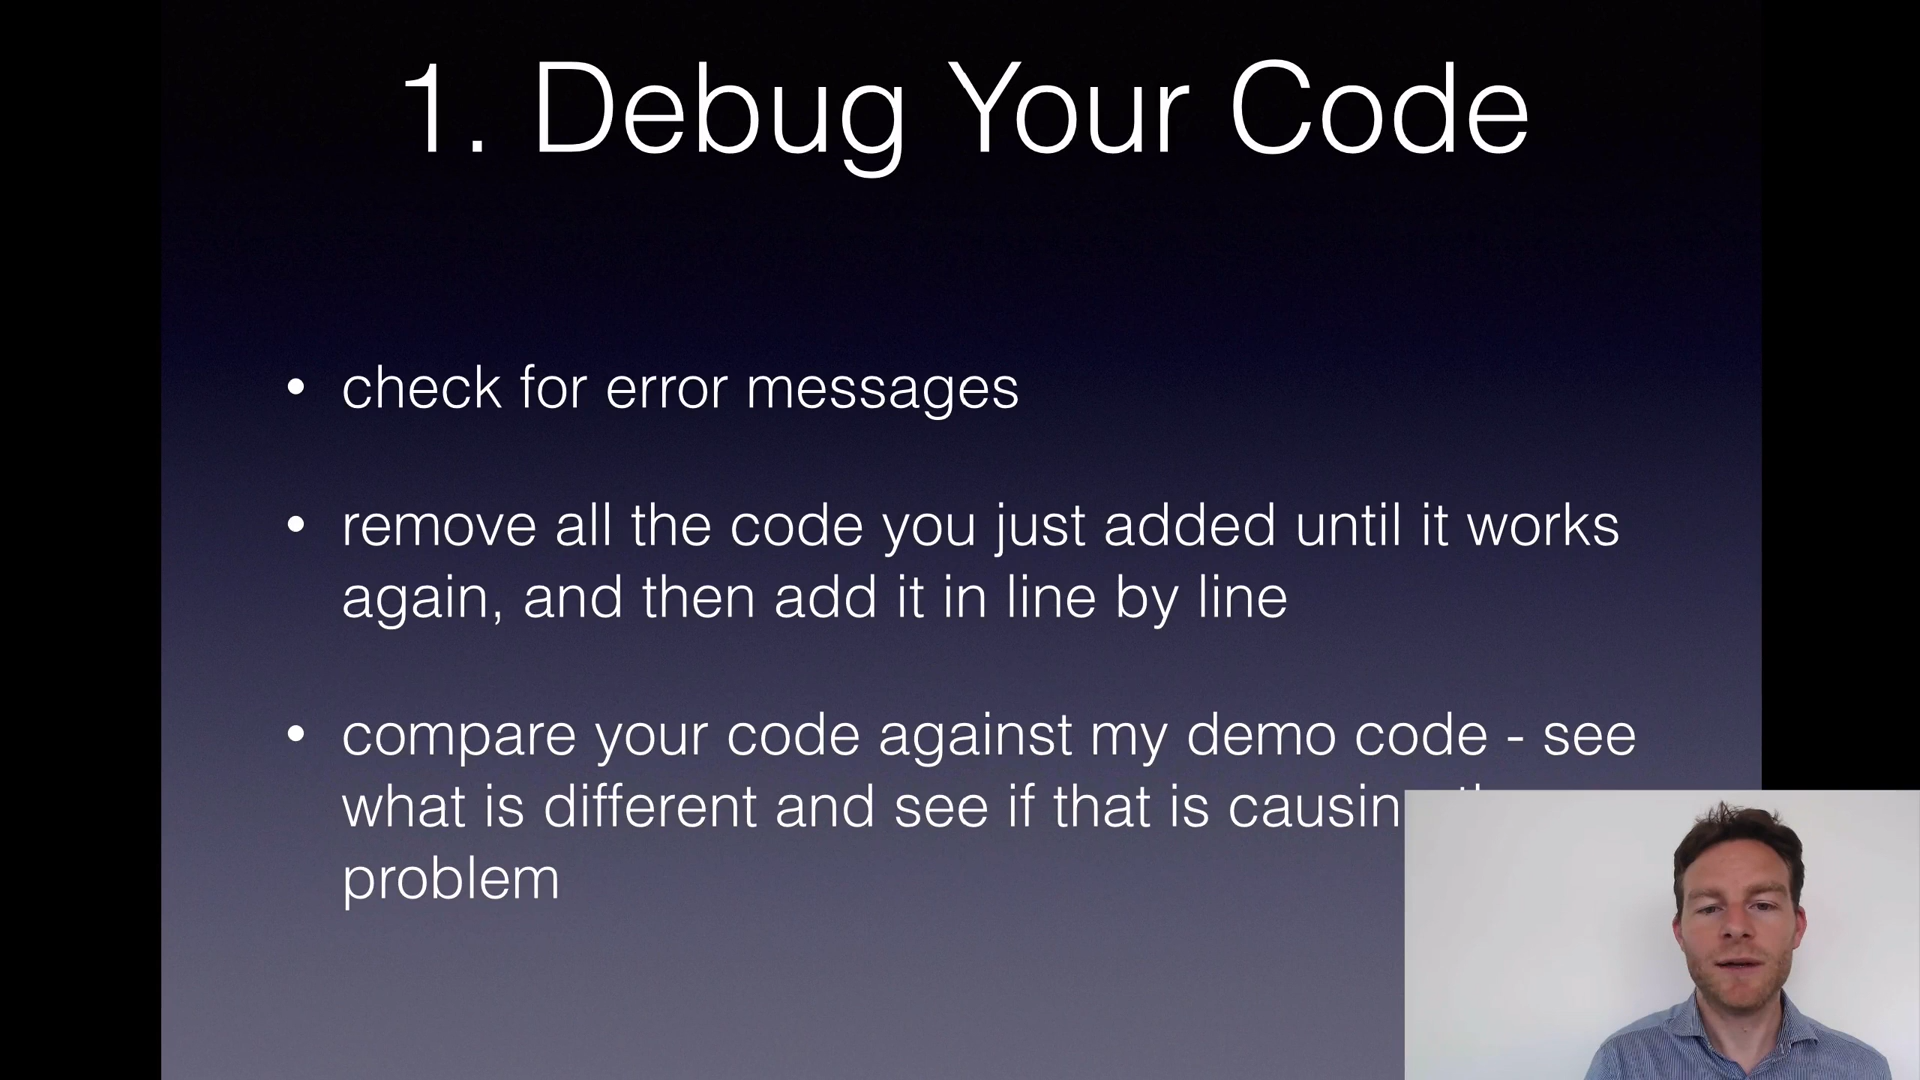 1. Debug Your Code
• check for error messages
• remove all the code you just added until it works
again, and then add it in line by line
• compare your code against my demo code - see
what is different and see if that is causin
problem